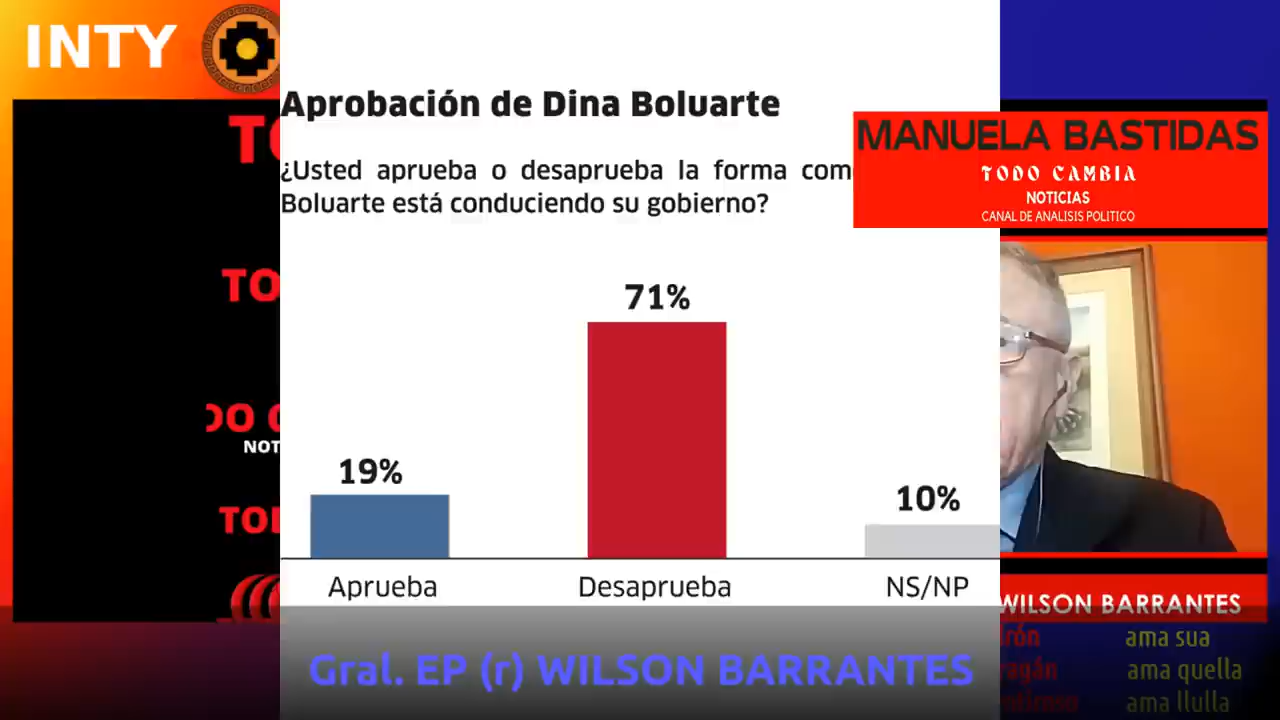 INTY
Aprobación de Dina Boluarte
¿Usted aprueba o desaprueba la forma com
Boluarte está conduciendo su gobierno?
MANUELA BASTIDAS
TODO CAMBIA
NOTICIAS
CANAL DE ANALISIS POLITICO
71%
19%
10%
Aprueba
Desaprueba
NS/NP
WILSON BARRANTES
ama sua
ama quella
ama llulla
Gral. EP (r) WILSON BARRANTES